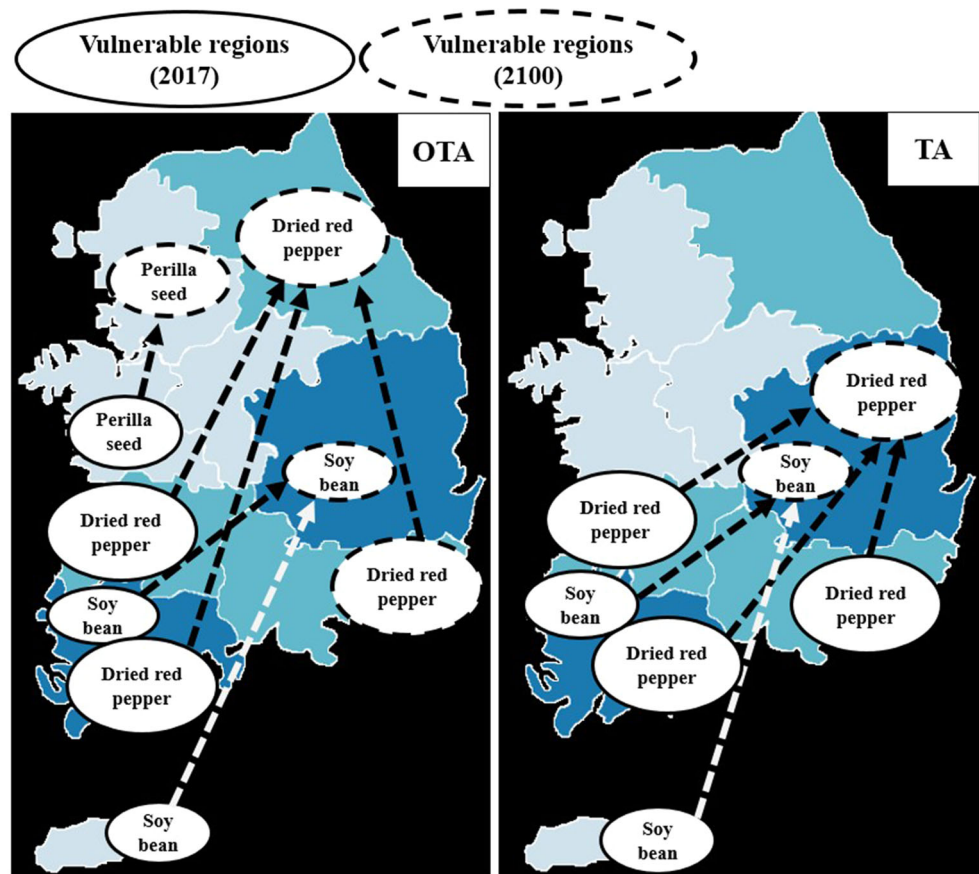 Vulnerable regions
(2017)
Vulnerable regions
(2100)
OTA
Dried red
pepper
Perilla
seed
Perilla
seed
Soy
bean
Dried red
pepper
Dried red
pepper
Soy
bean
Dried red
pepper
Soy
bean
TA
Dried red
pepper
Soy
bean
Dried red
pepper
Soy
bean
Dried red
pepper
Dried red
pepper
Soy
bean